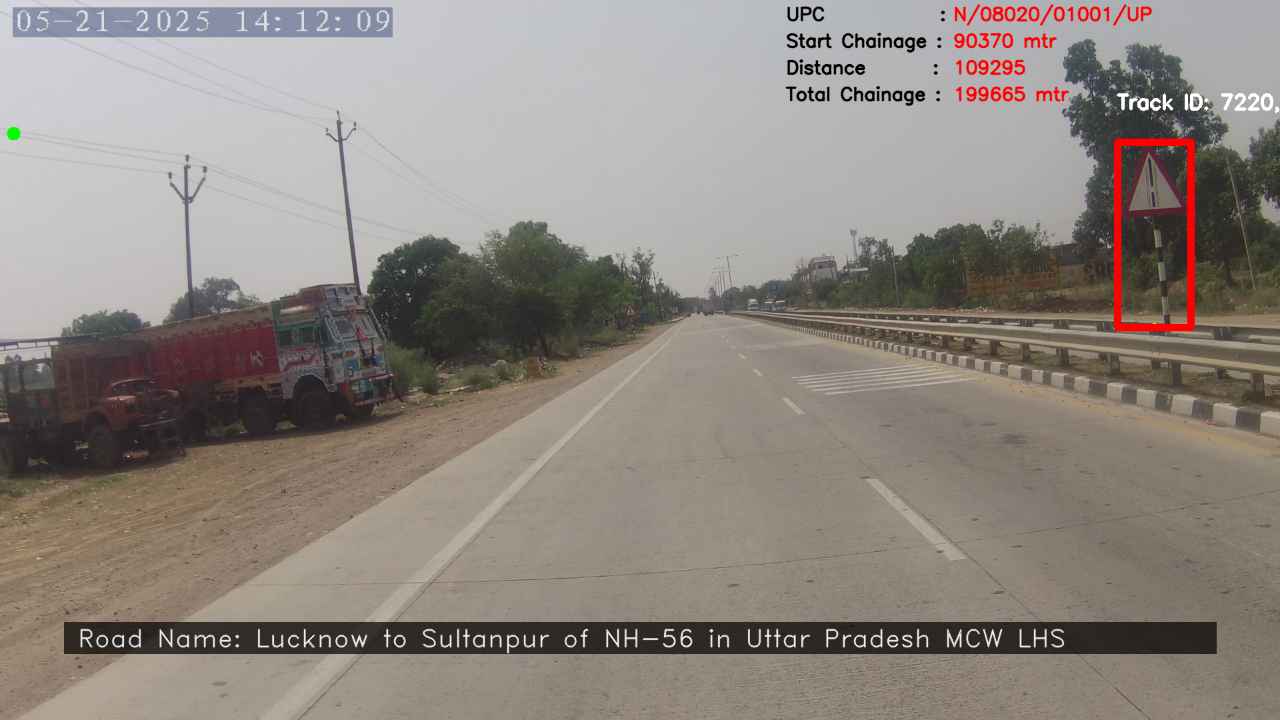 05-21-2025 14:12:09
UPC : N/08020/01001/UP
Start Chainage : 90370 mtr
Distance : 109295
Total Chainage : 199665 mtr
Track ID: 7220,
Road Name: Lucknow to Sultanpur of NH-56 in Uttar Pradesh MCW LHS